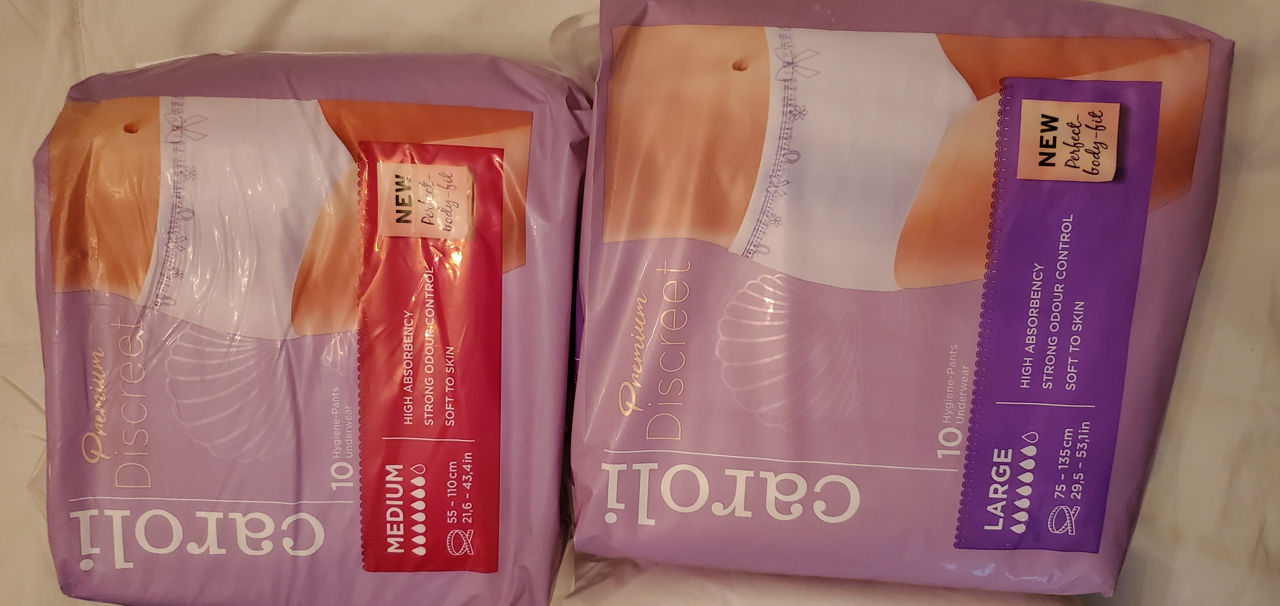 caroli
Premium
Discreet
10 Hygiene-Pants
Underwear
NEW
Perfect-
body-fit
HIGH ABSORBENCY
STRONG ODOUR CONTROL
SOFT TO SKIN
MEDIUM
55 – 110 cm
21,6 – 43,4 in
caroli
Premium
Discreet
10 Hygiene-Pants
Underwear
NEW
Perfect-
body-fit
HIGH ABSORBENCY
STRONG ODOUR CONTROL
SOFT TO SKIN
LARGE
75 – 135 cm
29,5 – 53,1 in